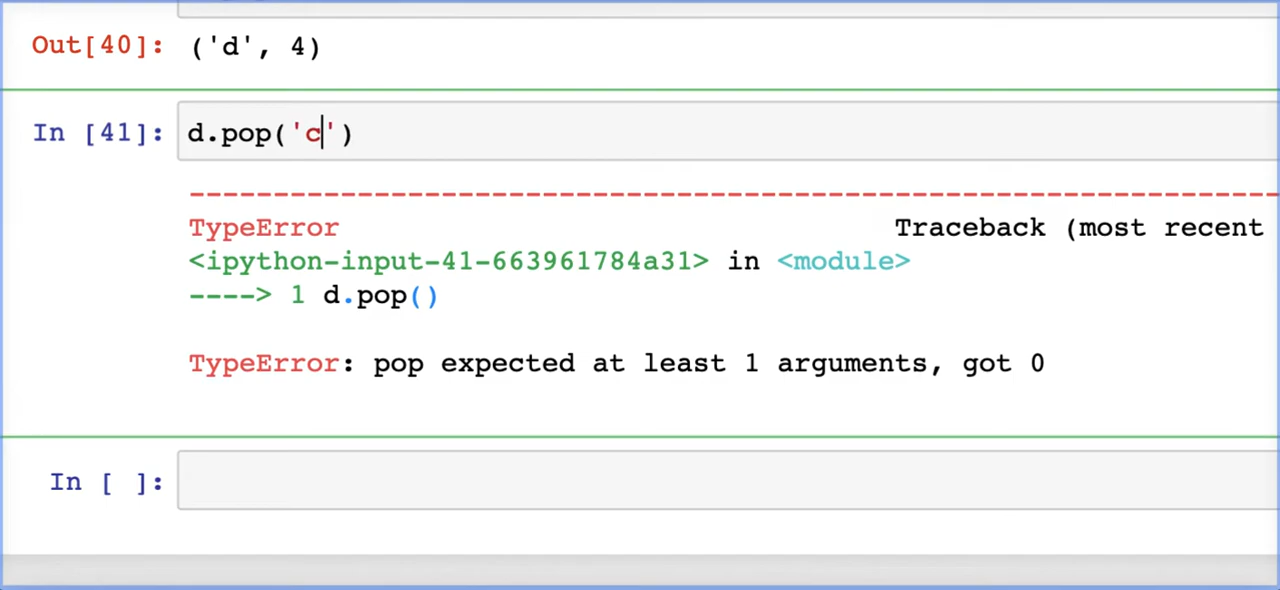 Out[40]: ('d', 4)
In [41]: d.pop('c')
---------------------------------------------------------------------------
TypeError Traceback (most recent
<ipython-input-41-663961784a31> in <module>
----> 1 d.pop()
TypeError: pop expected at least 1 arguments, got 0
In [ ]: